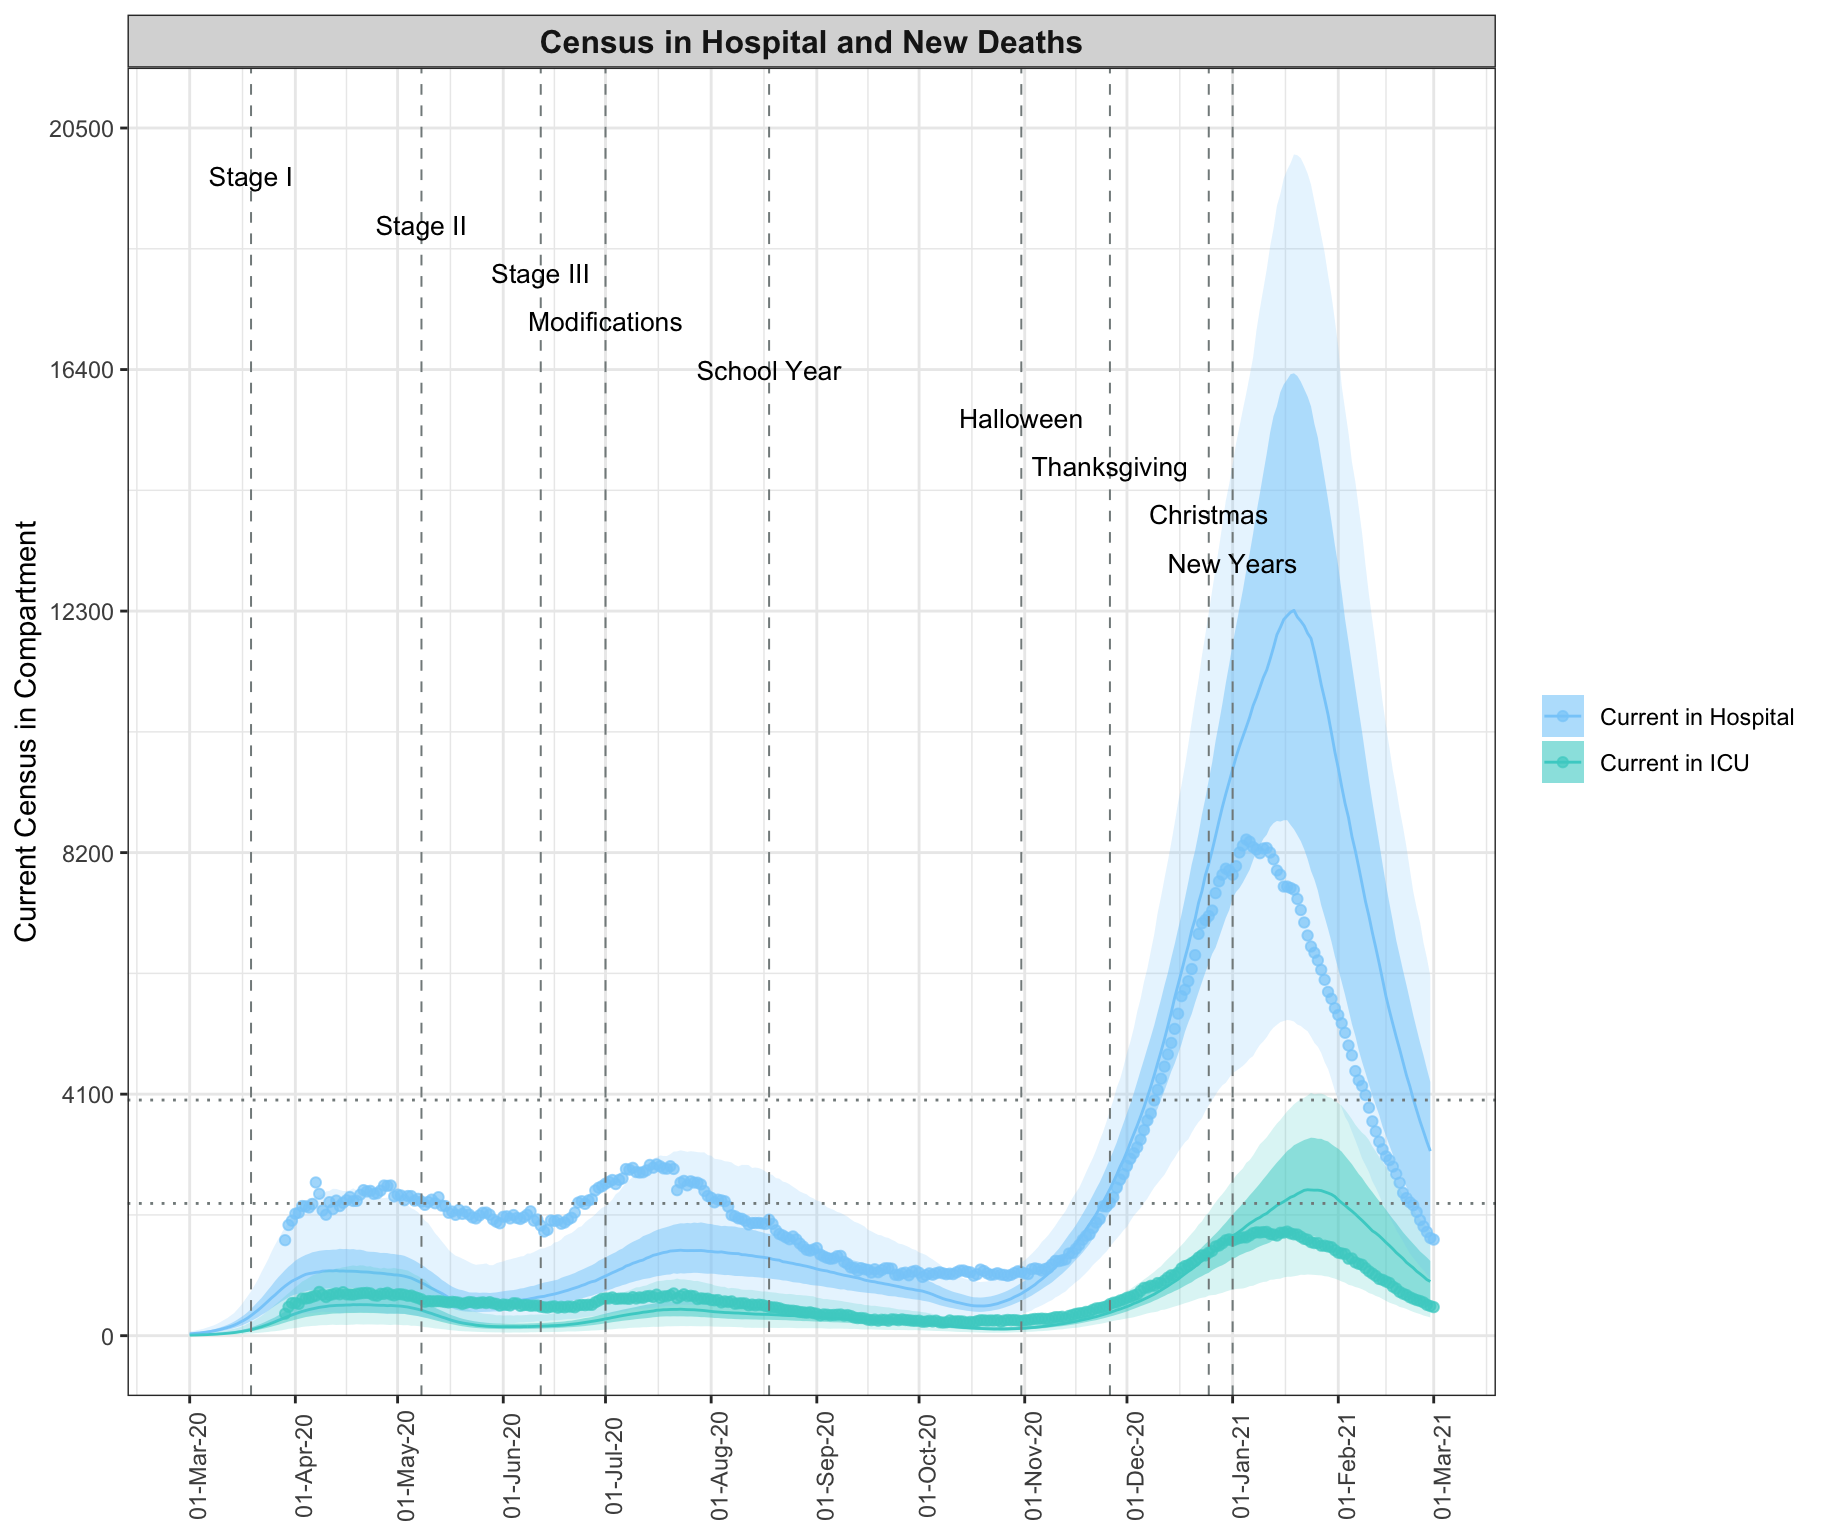 Census in Hospital and New Deaths
Current Census in Compartment
20500
16400
12300
8200
4100
0
Stage I
Stage II
Stage III
Modifications
School Year
Halloween
Thanksgiving
Christmas
New Years
Current in Hospital
Current in ICU
01-Mar-20
01-Apr-20
01-May-20
01-Jun-20
01-Jul-20
01-Aug-20
01-Sep-20
01-Oct-20
01-Nov-20
01-Dec-20
01-Jan-21
01-Feb-21
01-Mar-21